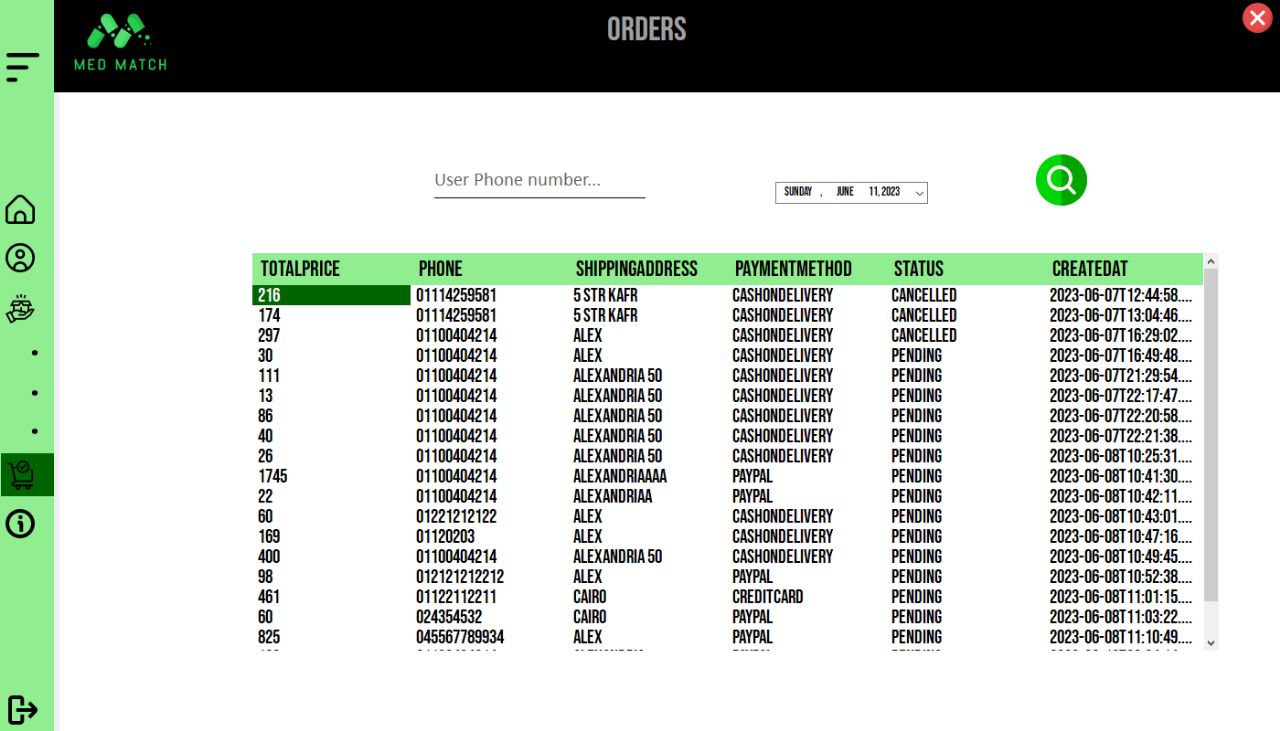 ORDERS
MED MATCH
User Phone number...
SUNDAY , JUNE 11, 2023
TOTALPRICE PHONE SHIPPINGADDRESS PAYMENTMETHOD STATUS CREATEDAT
216 01114259581 5 STR KAFR CASHONDELIVERY CANCELLED 2023-06-07T12:44:58....
174 01114259581 5 STR KAFR CASHONDELIVERY CANCELLED 2023-06-07T13:04:46....
297 01100404214 ALEX CASHONDELIVERY CANCELLED 2023-06-07T16:29:02....
30 01100404214 ALEX CASHONDELIVERY PENDING 2023-06-07T16:49:48....
111 01100404214 ALEXANDRIA 50 CASHONDELIVERY PENDING 2023-06-07T21:29:54....
13 01100404214 ALEXANDRIA 50 CASHONDELIVERY PENDING 2023-06-07T22:17:47....
86 01100404214 ALEXANDRIA 50 CASHONDELIVERY PENDING 2023-06-07T22:20:58....
40 01100404214 ALEXANDRIA 50 CASHONDELIVERY PENDING 2023-06-07T22:21:38....
26 01100404214 ALEXANDRIA 50 CASHONDELIVERY PENDING 2023-06-08T10:25:31....
1745 01100404214 ALEXANDRIAAAA PAYPAL PENDING 2023-06-08T10:41:30....
22 01100404214 ALEXANDRIAA PAYPAL PENDING 2023-06-08T10:42:11....
60 01221212122 ALEX CASHONDELIVERY PENDING 2023-06-08T10:43:01....
169 01120203 ALEX CASHONDELIVERY PENDING 2023-06-08T10:47:16....
400 01100404214 ALEXANDRIA 50 CASHONDELIVERY PENDING 2023-06-08T10:49:45....
98 012121212212 ALEX PAYPAL PENDING 2023-06-08T10:52:38....
461 01122112211 CAIRO CREDITCARD PENDING 2023-06-08T11:01:15....
60 024354532 CAIRO PAYPAL PENDING 2023-06-08T11:03:22....
825 045567789934 ALEX PAYPAL PENDING 2023-06-08T11:10:49....